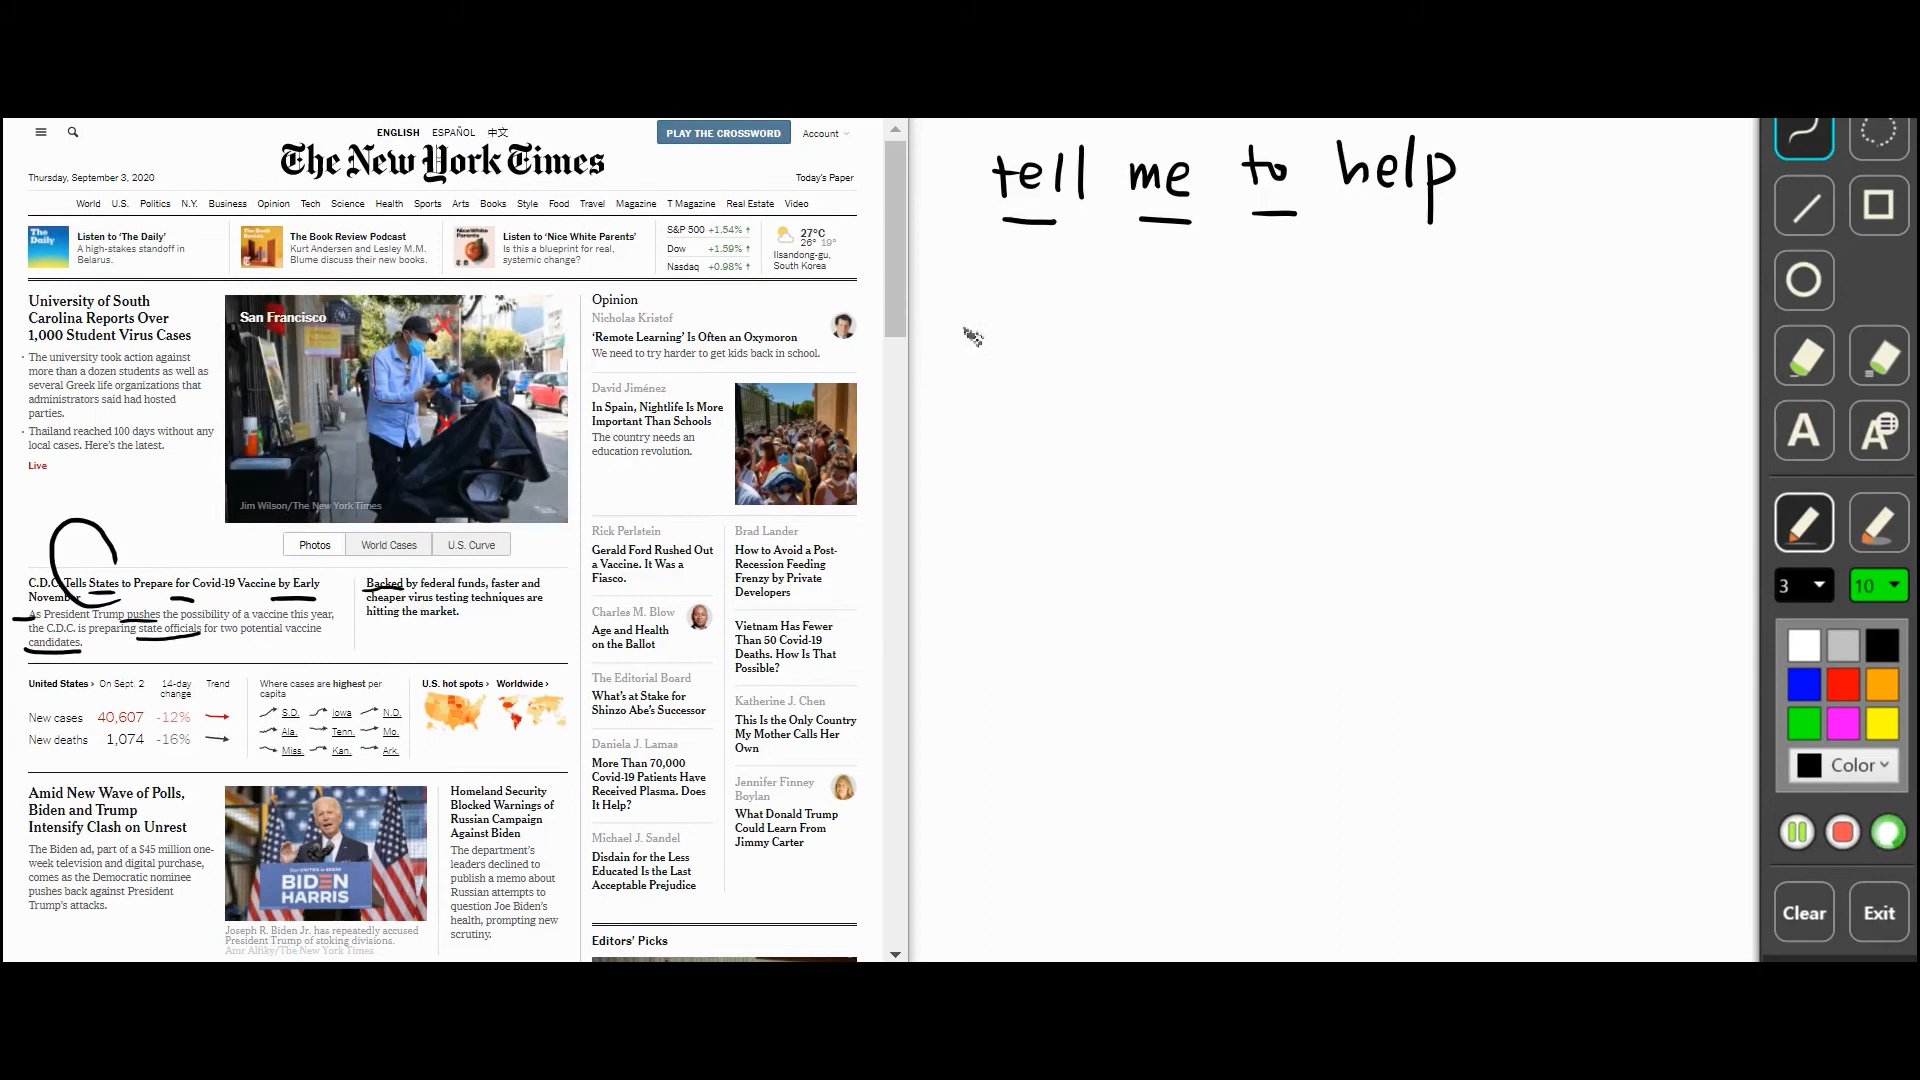 ENGLISH ESPAÑOL 中文
PLAY THE CROSSWORD
Account
The New York Times
Thursday, September 3, 2020
Today's Paper
World U.S. Politics N.Y. Business Opinion Tech Science Health Sports Arts Books Style Food Travel Magazine T Magazine Real Estate Video
The Daily
Listen to ‘The Daily’
A high-stakes standoff in
Belarus.
The Book Review Podcast
Kurt Andersen and Lesley M.M.
Blume discuss their new books.
Nice White Parents
Listen to ‘Nice White Parents’
Is this a blueprint for real,
systemic change?
S&P 500 +1.54% ↑
Dow +1.59% ↑
Nasdaq +0.98% ↑
27°C
26° 19°
Ilsandong-gu,
South Korea
University of South
Carolina Reports Over
1,000 Student Virus Cases
· The university took action against
more than a dozen students as well as
several Greek life organizations that
administrators said had hosted
parties.
· Thailand reached 100 days without any
local cases. Here’s the latest.
Live
San Francisco
Jim Wilson/The New York Times
Photos World Cases U.S. Curve
C.D.C. Tells States to Prepare for Covid-19 Vaccine by Early
November
As President Trump pushes the possibility of a vaccine this year,
the C.D.C. is preparing state officials for two potential vaccine
candidates.
Backed by federal funds, faster and
cheaper virus testing techniques are
hitting the market.
United States › On Sept. 2 14-day
change
Trend
New cases 40,607 -12%
New deaths 1,074 -16%
Where cases are highest per
capita
S.D. Iowa N.D.
Ala. Tenn. Mo.
Miss. Kan. Ark.
U.S. hot spots › Worldwide ›
Amid New Wave of Polls,
Biden and Trump
Intensify Clash on Unrest
The Biden ad, part of a $45 million one-
week television and digital purchase,
comes as the Democratic nominee
pushes back against President
Trump’s attacks.
BIDEN
HARRIS
Joseph R. Biden Jr. has repeatedly accused
President Trump of stoking divisions.
Amr Alfiky/The New York Times
Homeland Security
Blocked Warnings of
Russian Campaign
Against Biden
The department’s
leaders declined to
publish a memo about
Russian attempts to
question Joe Biden’s
health, prompting new
scrutiny.
Opinion
Nicholas Kristof
‘Remote Learning’ Is Often an Oxymoron
We need to try harder to get kids back in school.
David Jiménez
In Spain, Nightlife Is More
Important Than Schools
The country needs an
education revolution.
Rick Perlstein
Gerald Ford Rushed Out
a Vaccine. It Was a
Fiasco.
Charles M. Blow
Age and Health
on the Ballot
The Editorial Board
What’s at Stake for
Shinzo Abe’s Successor
Daniela J. Lamas
More Than 70,000
Covid-19 Patients Have
Received Plasma. Does
It Help?
Michael J. Sandel
Disdain for the Less
Educated Is the Last
Acceptable Prejudice
Brad Lander
How to Avoid a Post-
Recession Feeding
Frenzy by Private
Developers
Vietnam Has Fewer
Than 50 Covid-19
Deaths. How Is That
Possible?
Katherine J. Chen
This Is the Only Country
My Mother Calls Her
Own
Jennifer Finney
Boylan
What Donald Trump
Could Learn From
Jimmy Carter
Editors’ Picks
tell me to help
A A
3 10
Color
Clear Exit